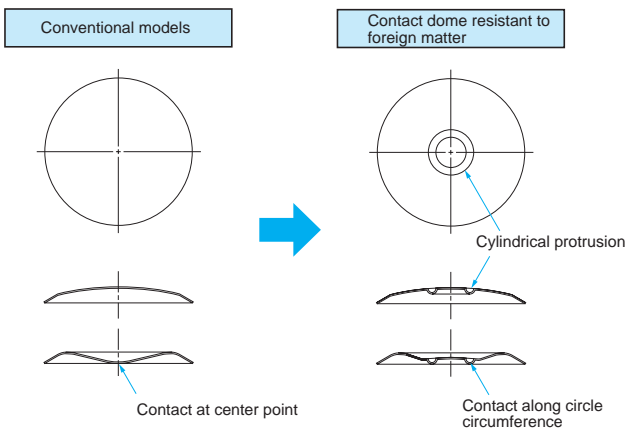 Conventional models
Contact dome resistant to
foreign matter
Cylindrical protrusion
Contact at center point
Contact along circle
circumference